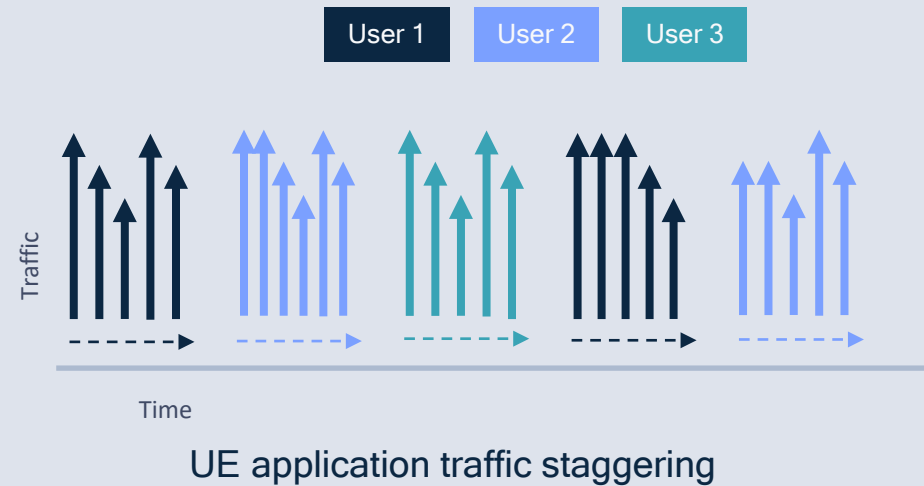 User 1
User 2
User 3
Traffic
Time
UE application traffic staggering